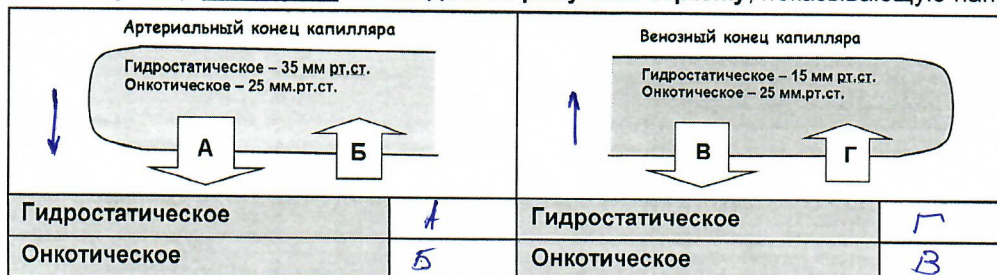 Артериальный конец капилляра
Гидростатическое – 35 мм рт.ст.
Онкотическое – 25 мм.рт.ст.
А
Б
Венозный конец капилляра
Гидростатическое – 15 мм рт.ст.
Онкотическое – 25 мм.рт.ст.
В
Г
Гидростатическое А Гидростатическое Г
Онкотическое Б Онкотическое В